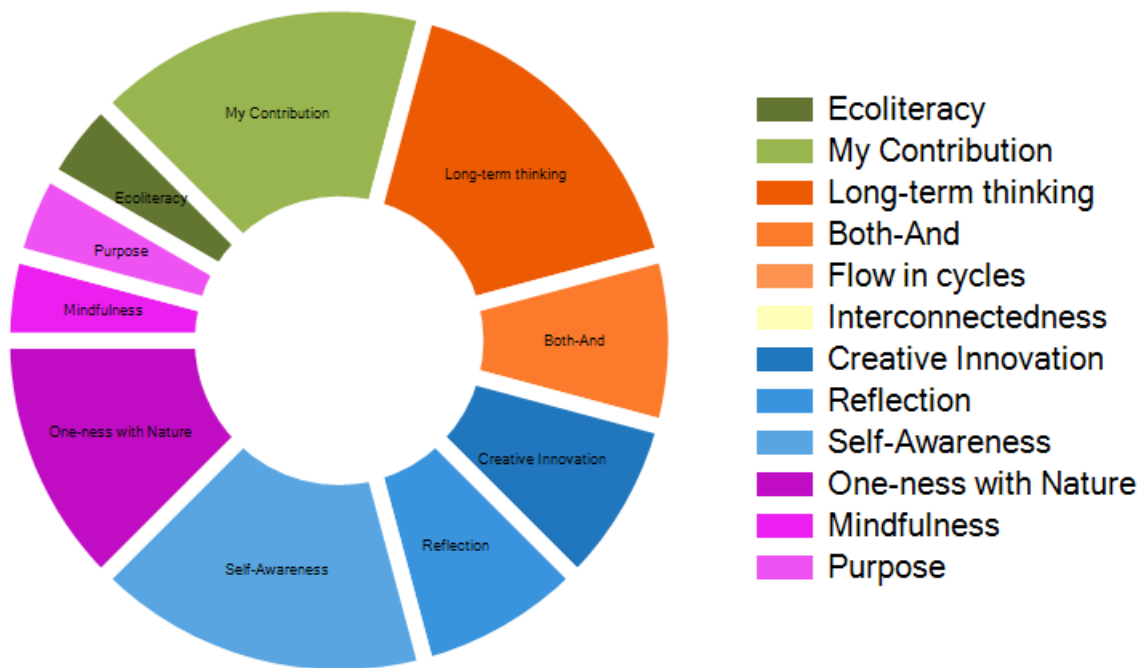 My Contribution
Long-term thinking
Ecoliteracy
Purpose
Mindfulness
Both-And
One-ness with Nature
Creative Innovation
Reflection
Self-Awareness
Ecoliteracy
My Contribution
Long-term thinking
Both-And
Flow in cycles
Interconnectedness
Creative Innovation
Reflection
Self-Awareness
One-ness with Nature
Mindfulness
Purpose